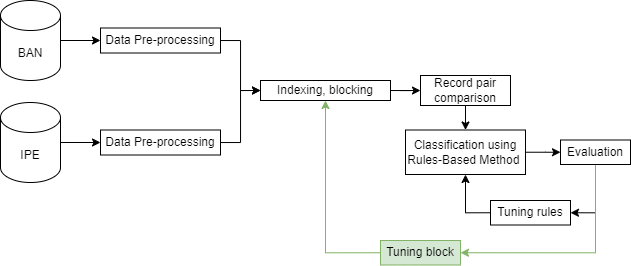 BAN
Data Pre-processing
IPE
Data Pre-processing
Indexing, blocking
Record pair
comparison
Classification using
Rules-Based Method
Evaluation
Tuning rules
Tuning block